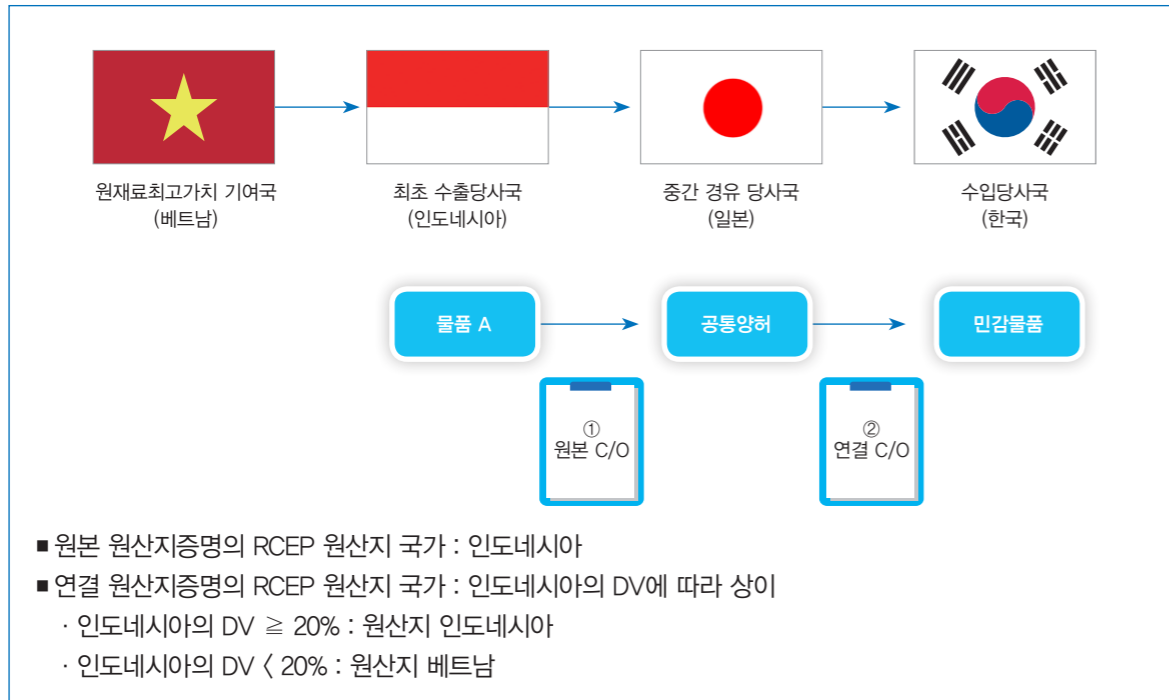 원재료최고가치 기여국
(베트남)
최초 수출당사국
(인도네시아)
중간 경유 당사국
(일본)
수입당사국
(한국)
물품 A
공통양허
민감물품
①
원본 C/O
②
연결 C/O
■ 원본 원산지증명의 RCEP 원산지 국가 : 인도네시아
■ 연결 원산지증명의 RCEP 원산지 국가 : 인도네시아의 DV에 따라 상이
· 인도네시아의 DV ≧ 20% : 원산지 인도네시아
· 인도네시아의 DV 〈 20% : 원산지 베트남